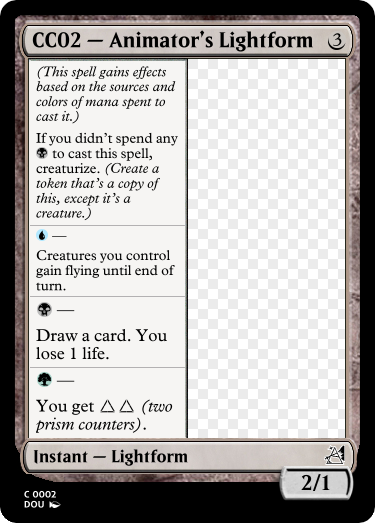 CC02 — Animator's Lightform 3
(This spell gains effects
based on the sources and
colors of mana spent to
cast it.)
If you didn't spend any
to cast this spell,
creaturize. (Create a
token that's a copy of
this, except it's a
creature.)
—
Creatures you control
gain flying until end of
turn.
—
Draw a card. You
lose 1 life.
—
You get △ △ (two
prism counters).
Instant — Lightform
2/1
C 0002
DOU